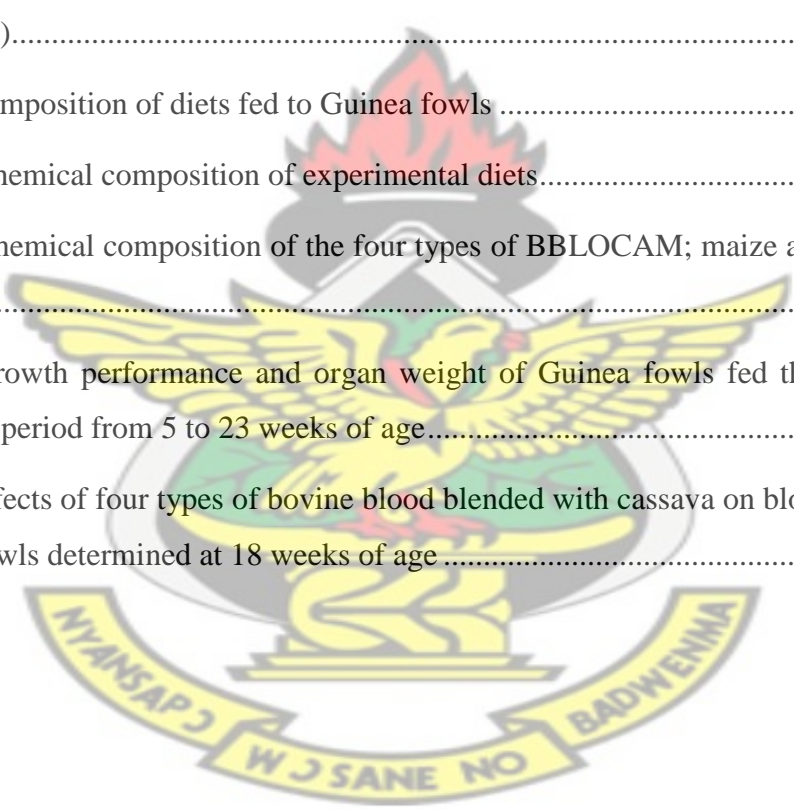 )....................................................................................................
mposition of diets fed to Guinea fowls ......................................
hemical composition of experimental diets.................................
hemical composition of the four types of BBLOCAM; maize a
....................................................................................................
rowth performance and organ weight of Guinea fowls fed th
period from 5 to 23 weeks of age...............................................
fects of four types of bovine blood blended with cassava on blo
wls determined at 18 weeks of age .............................................
NYANSAPƆ WƆSANE NO BADWENMA